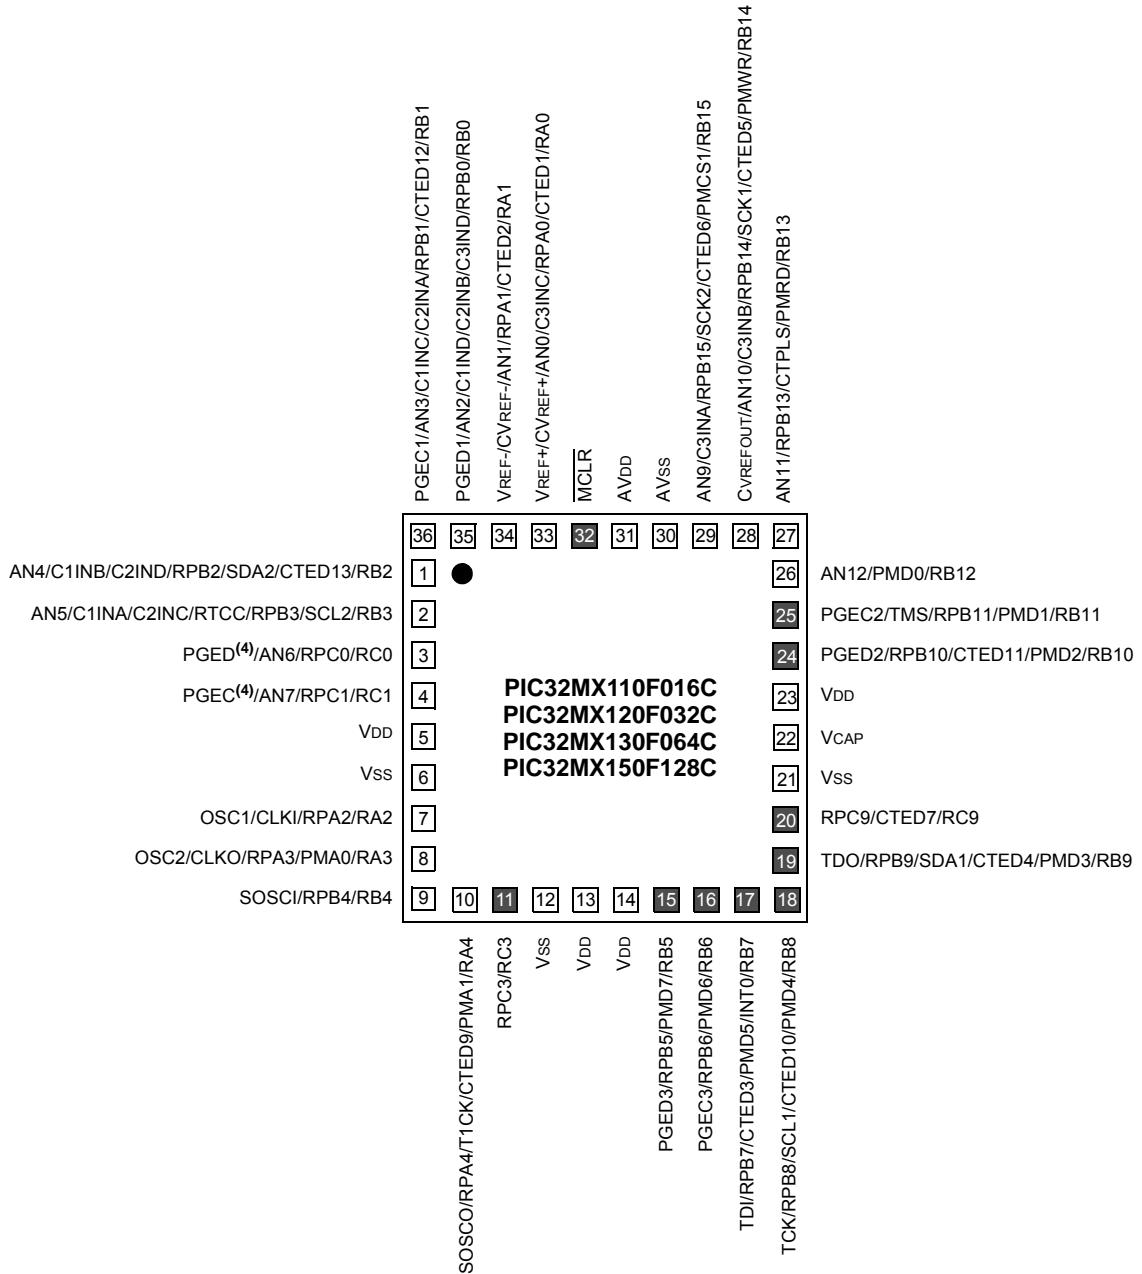 PGEC1/AN3/C1INC/C2INA/RPB1/CTED12/RB1
PGED1/AN2/C1IND/C2INB/C3IND/RPB0/RB0
VREF-/CVREF-/AN1/RPA1/CTED2/RA1
VREF+/CVREF+/AN0/C3INC/RPA0/CTED1/RA0
MCLR
AVDD
AVSS
AN9/C3INA/RPB15/SCK2/CTED6/PMCS1/RB15
CVREFOUT/AN10/C3INB/RPB14/SCK1/CTED5/PMWR/RB14
AN11/RPB13/CTPLS/PMRD/RB13
36 35 34 33 32 31 30 29 28 27
AN4/C1INB/C2IND/RPB2/SDA2/CTED13/RB2 1
26 AN12/PMD0/RB12
AN5/C1INA/C2INC/RTCC/RPB3/SCL2/RB3 2
25 PGEC2/TMS/RPB11/PMD1/RB11
PGED(4)/AN6/RPC0/RC0 3
24 PGED2/RPB10/CTED11/PMD2/RB10
PGEC(4)/AN7/RPC1/RC1 4
23 VDD
VDD 5
22 VCAP
VSS 6
21 VSS
OSC1/CLKI/RPA2/RA2 7
20 RPC9/CTED7/RC9
OSC2/CLKO/RPA3/PMA0/RA3 8
19 TDO/RPB9/SDA1/CTED4/PMD3/RB9
SOSCI/RPB4/RB4 9
PIC32MX110F016C
PIC32MX120F032C
PIC32MX130F064C
PIC32MX150F128C
10 11 12 13 14 15 16 17 18
SOSCO/RPA4/T1CK/CTED9/PMA1/RA4
RPC3/RC3
VSS
VDD
VDD
PGED3/RPB5/PMD7/RB5
PGEC3/RPB6/PMD6/RB6
TDI/RPB7/CTED3/PMD5/INT0/RB7
TCK/RPB8/SCL1/CTED10/PMD4/RB8